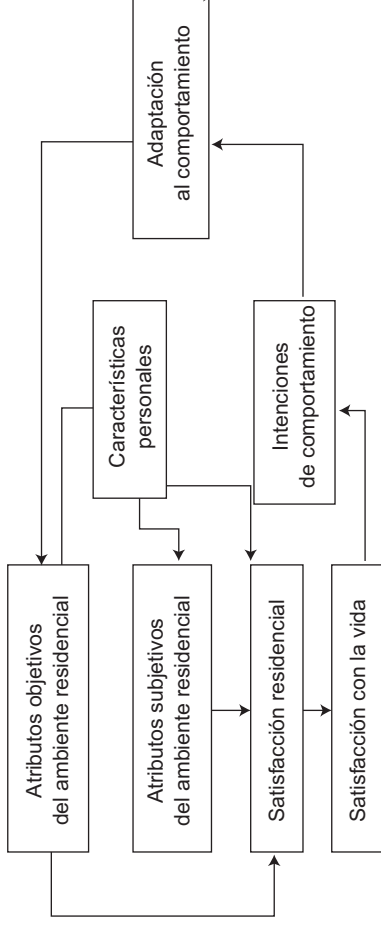 Atributos objetivos
del ambiente residencial
Atributos subjetivos
del ambiente residencial
Satisfacción residencial
Satisfacción con la vida
Características
personales
Intenciones
de comportamiento
Adaptación
al comportamiento